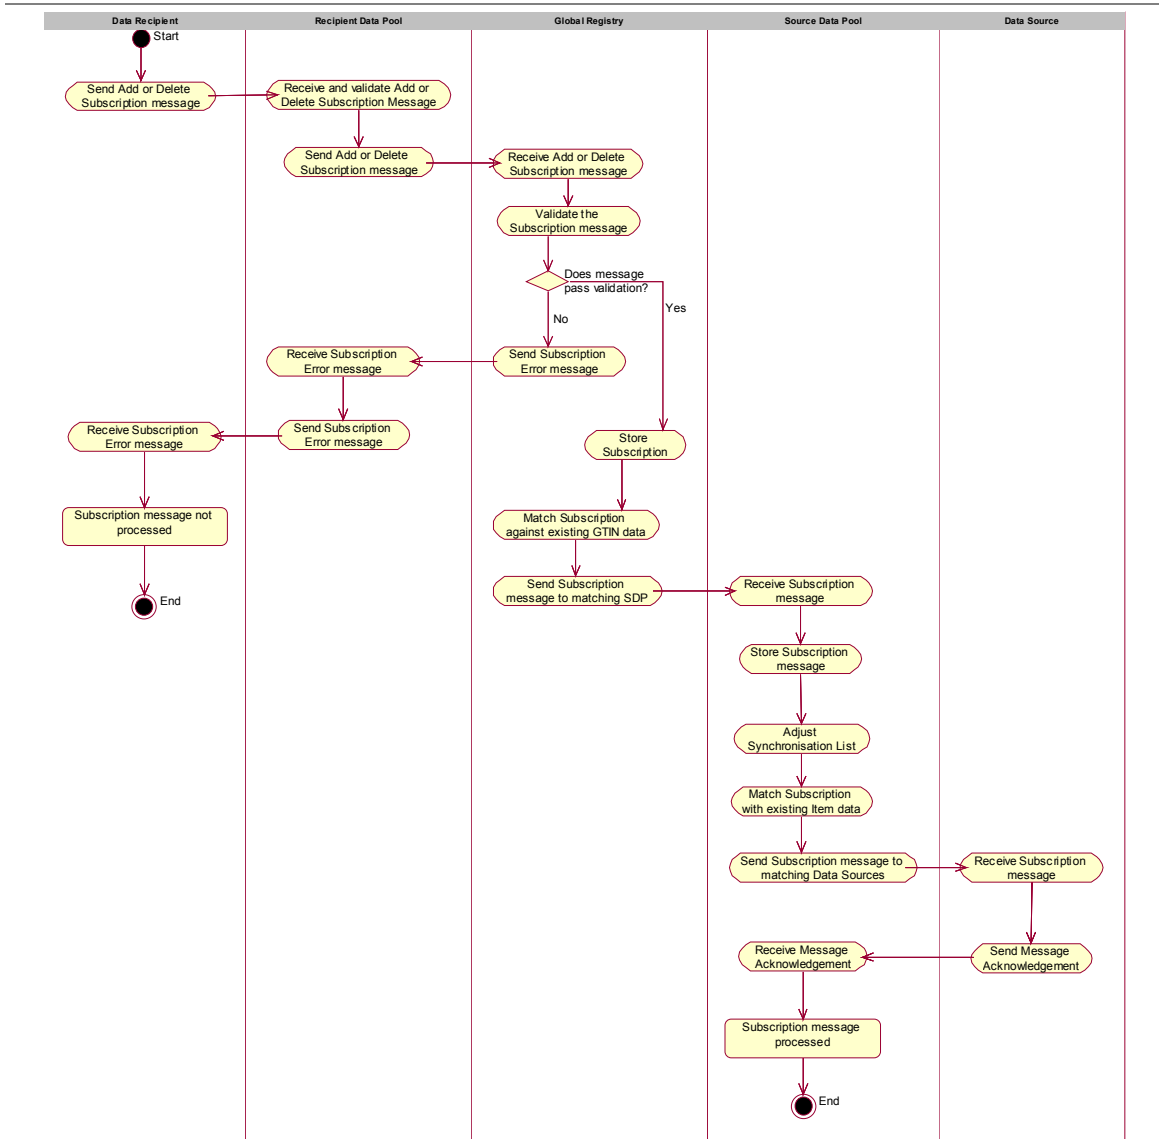 Data Recipient
Recipient Data Pool
Global Registry
Source Data Pool
Data Source
Start
Send Add or Delete
Subscription message
Receive and validate Add or
Delete Subscription Message
Send Add or Delete
Subscription message
Receive Add or Delete
Subscription message
Validate the
Subscription message
Does message
pass validation?
Yes
No
Receive Subscription
Error message
Send Subscription
Error message
Receive Subscription
Error message
Send Subscription
Error message
Store
Subscription
Subscription message not
processed
Match Subscription
against existing GTIN data
End
Send Subscription
message to matching SDP
Receive Subscription
message
Store Subscription
message
Adjust
Synchronisation List
Match Subscription
with existing Item data
Send Subscription message to
matching Data Sources
Receive Subscription
message
Receive Message
Acknowledgement
Send Message
Acknowledgement
Subscription message
processed
End